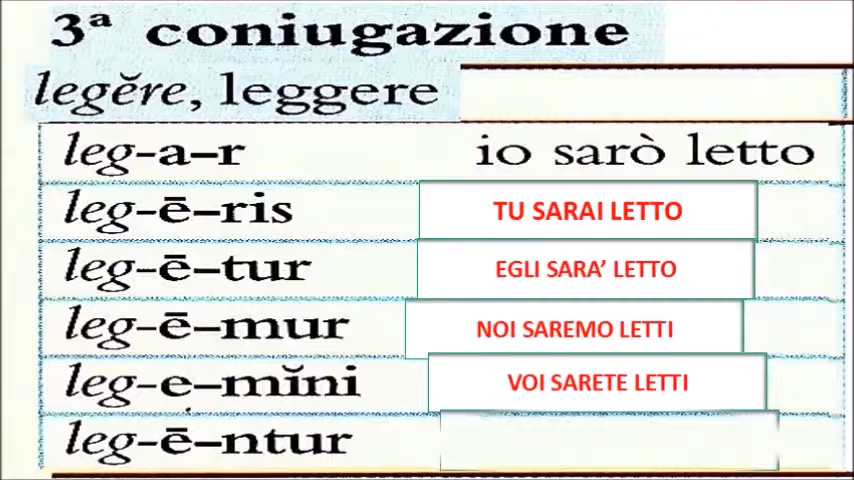 3ª coniugazione
legĕre, leggere
leg-a–r io sarò letto
leg-ē–ris TU SARAI LETTO
leg-ē–tur EGLI SARA’ LETTO
leg-ē–mur NOI SAREMO LETTI
leg-e–mĭni VOI SARETE LETTI
leg-ē–ntur